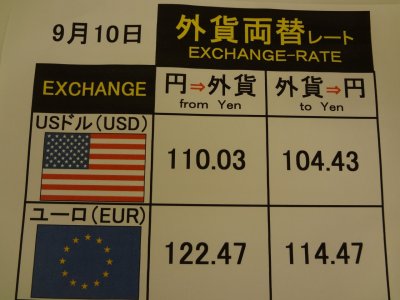 9月10日
外貨両替レート
EXCHANGE-RATE
EXCHANGE
円⇒外貨
from Yen
外貨⇒円
to Yen
USドル(USD)
110.03
104.43
ユーロ(EUR)
122.47
114.47